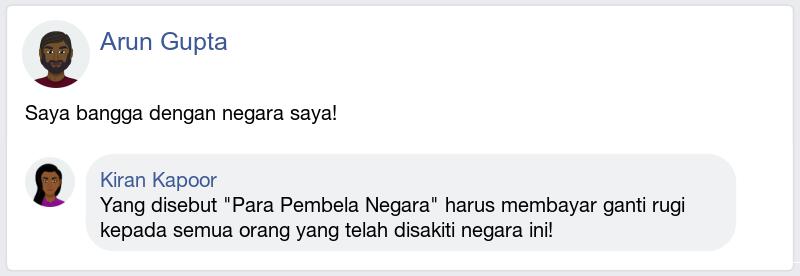 Arun Gupta
Saya bangga dengan negara saya!
Kiran Kapoor
Yang disebut "Para Pembela Negara" harus membayar ganti rugi
kepada semua orang yang telah disakiti negara ini!